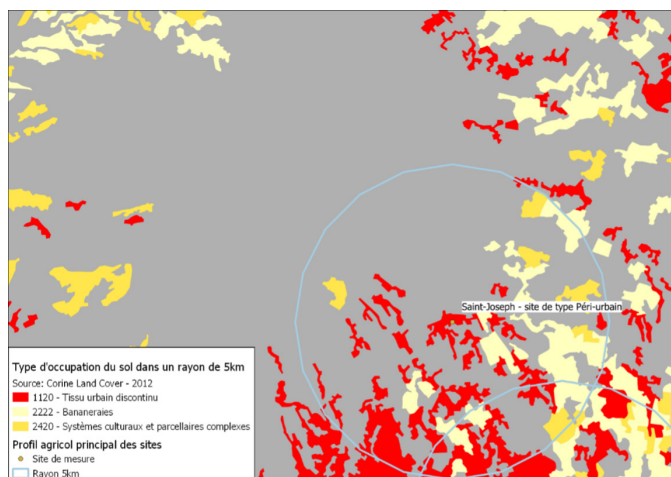 Saint-Joseph - site de type Péri-urbain
Type d'occupation du sol dans un rayon de 5km
Source: Corine Land Cover - 2012
1120 - Tissu urbain discontinu
2222 - Bananeraies
2420 - Systèmes culturaux et parcellaires complexes
Profil agricol principal des sites
Site de mesure
Rayon 5km